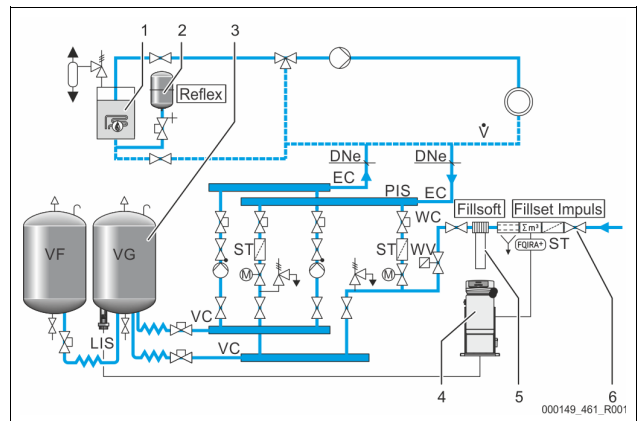 1 2 3
Reflex
V̇
DNe DNe
EC
PIS EC
WC Fillsoft Fillset Impuls
Σm³
ST ST WV FQIRA+ ST
VF VG
M M
LIS VC
VC
4 5 6
000149_461_R001